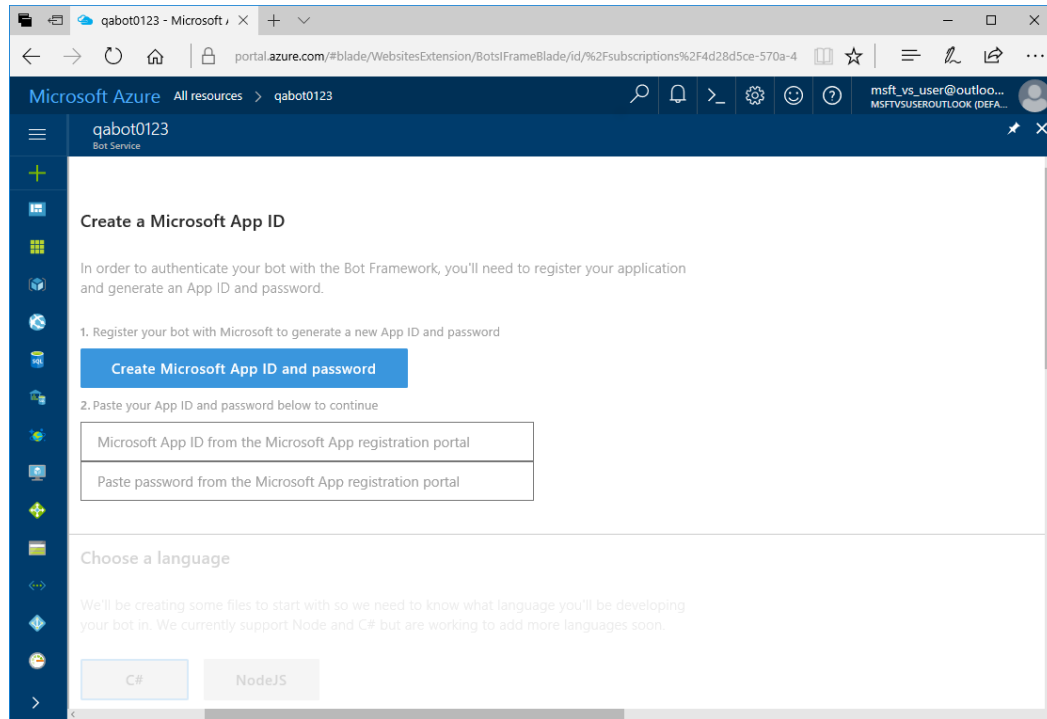 qabot0123 - Microsoft A
portal.azure.com/#blade/WebsitesExtension/BotsIFrameBlade/id/%2Fsubscriptions%2F4d28d5ce-570a-4
Microsoft Azure All resources > qabot0123
msft_vs_user@outloo...
MSFTVSUSEROUTLOOK (DEFA...
qabot0123
Bot Service
Create a Microsoft App ID
In order to authenticate your bot with the Bot Framework, you'll need to register your application
and generate an App ID and password.
1. Register your bot with Microsoft to generate a new App ID and password
Create Microsoft App ID and password
2. Paste your App ID and password below to continue
Microsoft App ID from the Microsoft App registration portal
Paste password from the Microsoft App registration portal
Choose a language
We'll be creating some files to start with so we need to know what language you'll be developing
your bot in. We currently support Node and C# but are working to add more languages soon.
C# NodeJS